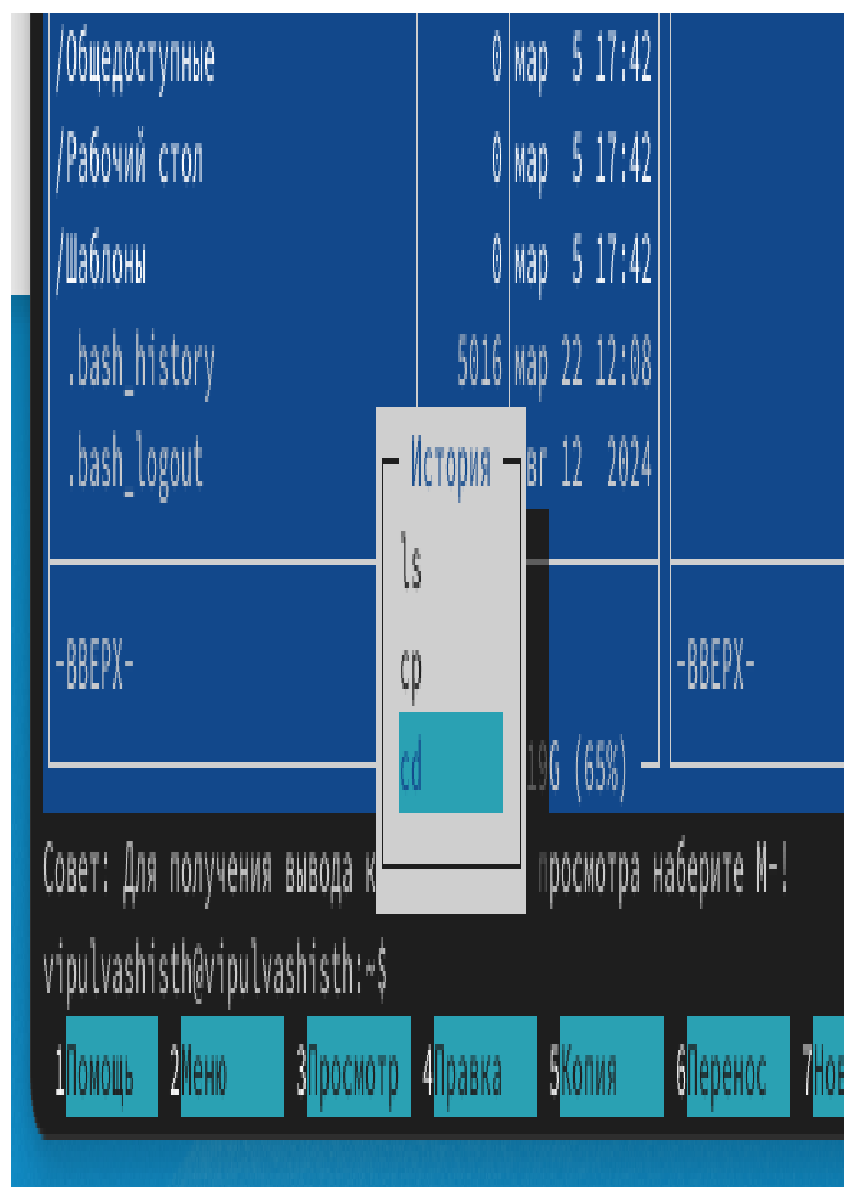 /Общедоступные 0 мар 5 17:42
/Рабочий стол 0 мар 5 17:42
/Шаблоны 0 мар 5 17:42
.bash_history 5016 мар 22 12:08
.bash_logout вг 12 2024
История
ls
cp
cd
-ВВЕРХ- -ВВЕРХ-
19G (65%)
Совет: Для получения вывода к просмотра наберите M-!
vipulvashisth@vipulvashisth:~$
1Помощь 2Меню 3Просмотр 4Правка 5Копия 6Перенос 7Нов